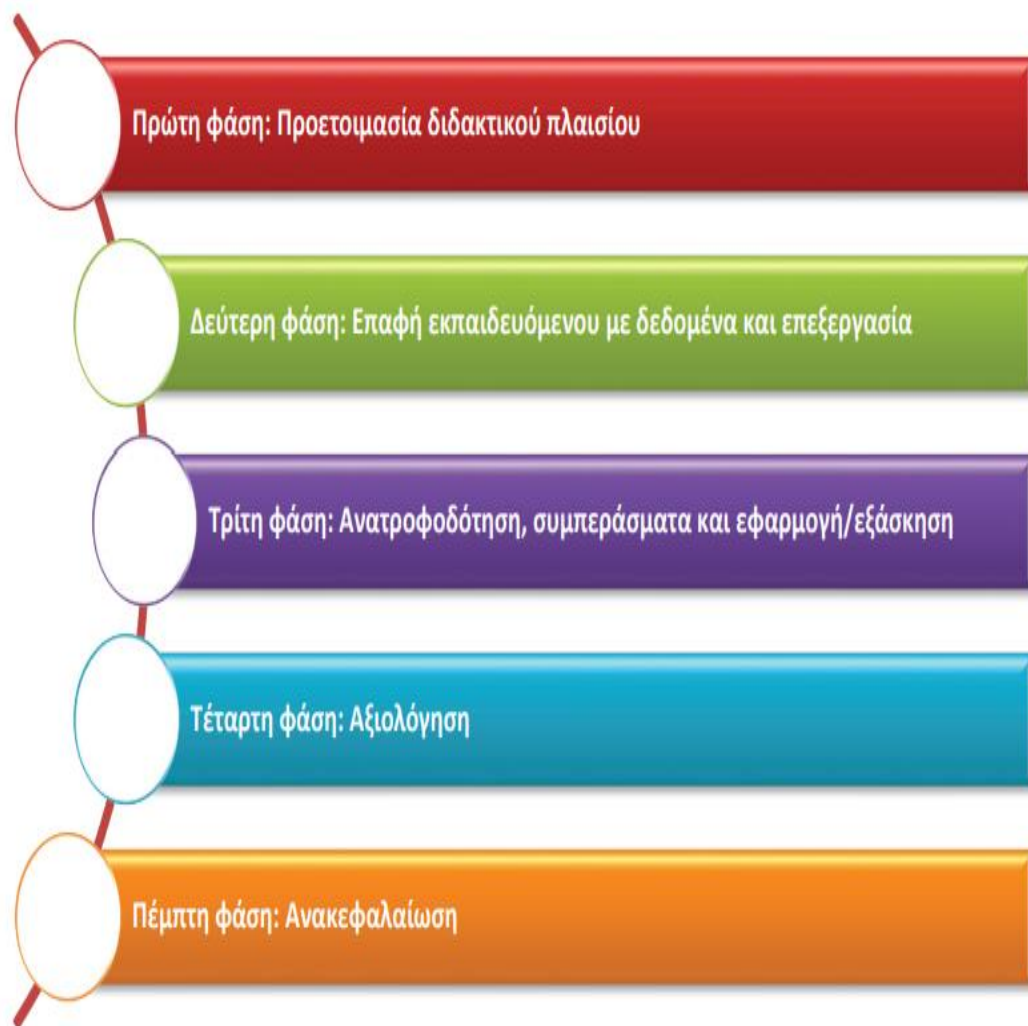 Πρώτη φάση: Προετοιμασία διδακτικού πλαισίου
Δεύτερη φάση: Επαφή εκπαιδευόμενου με δεδομένα και επεξεργασία
Τρίτη φάση: Ανατροφοδότηση, συμπεράσματα και εφαρμογή/εξάσκηση
Τέταρτη φάση: Αξιολόγηση
Πέμπτη φάση: Ανακεφαλαίωση